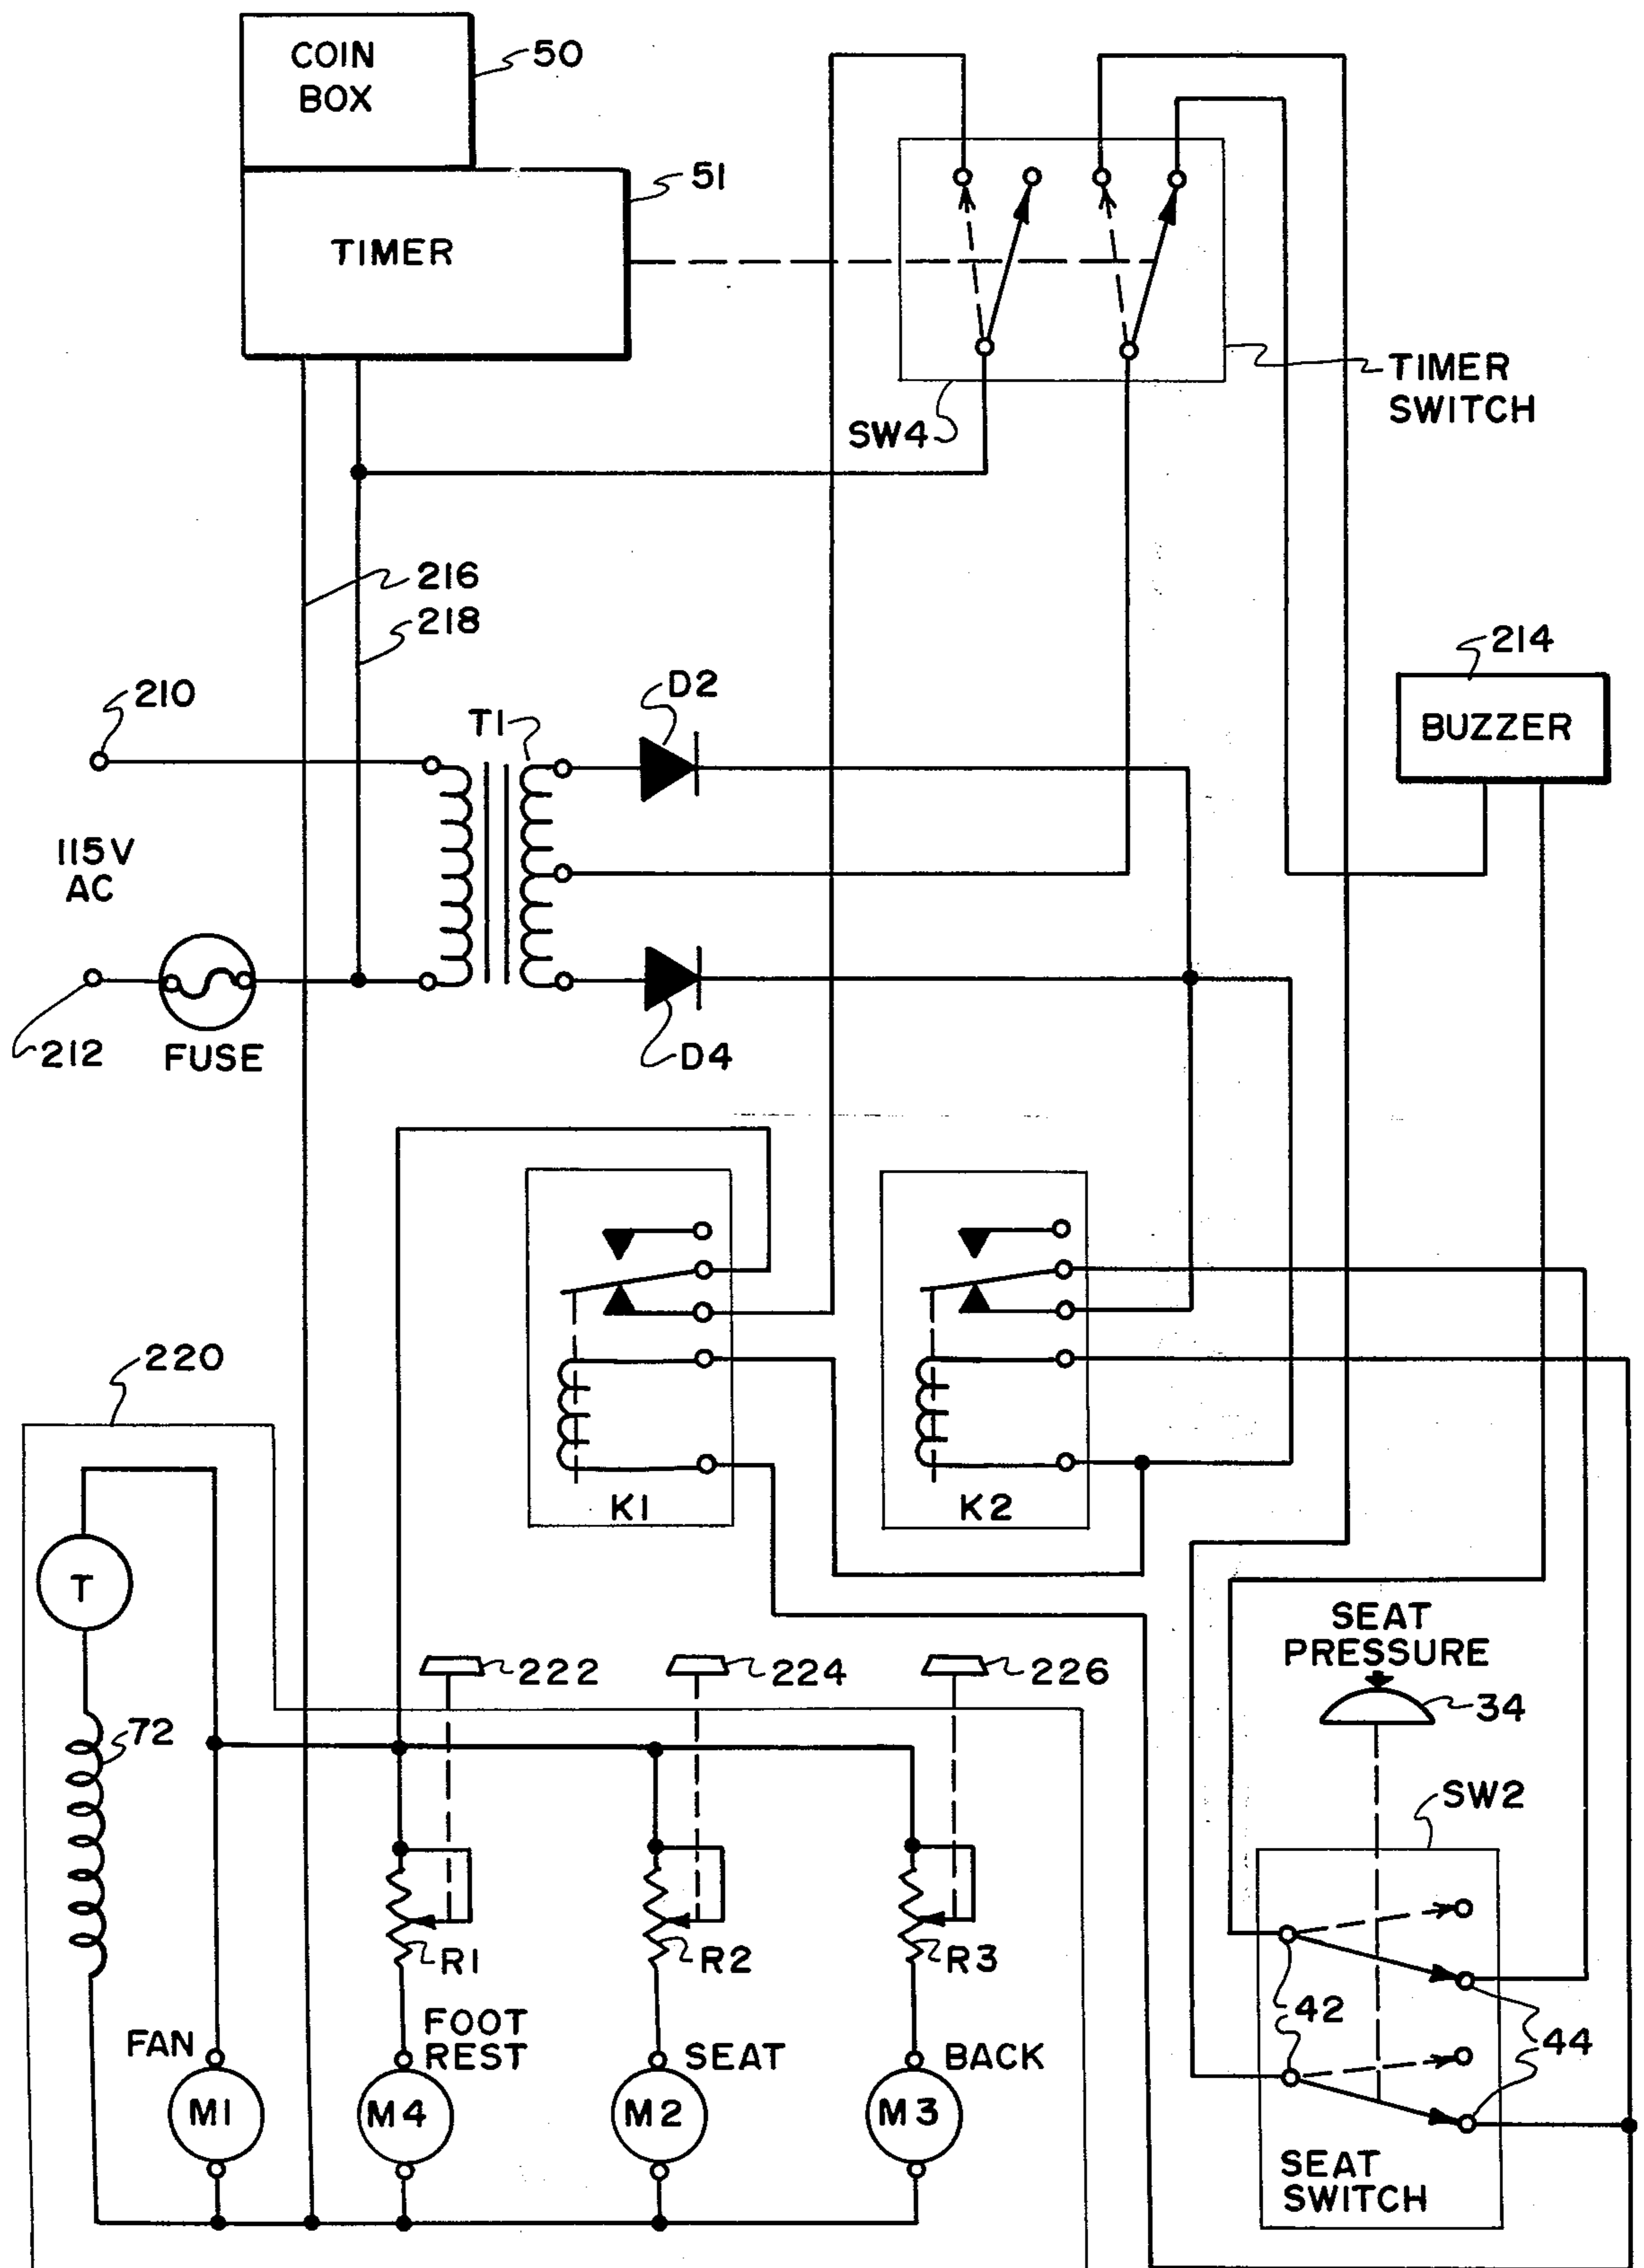 COIN
BOX
50
51
TIMER
TIMER
SWITCH
SW4
216
218
214
210
D2
T1
BUZZER
115V
AC
212
FUSE
D4
220
K1
K2
SEAT
PRESSURE
T
222
224
226
34
72
SW2
R1
R2
R3
42
44
FAN
FOOT
REST
SEAT
BACK
M1
M4
M2
M3
SEAT
SWITCH